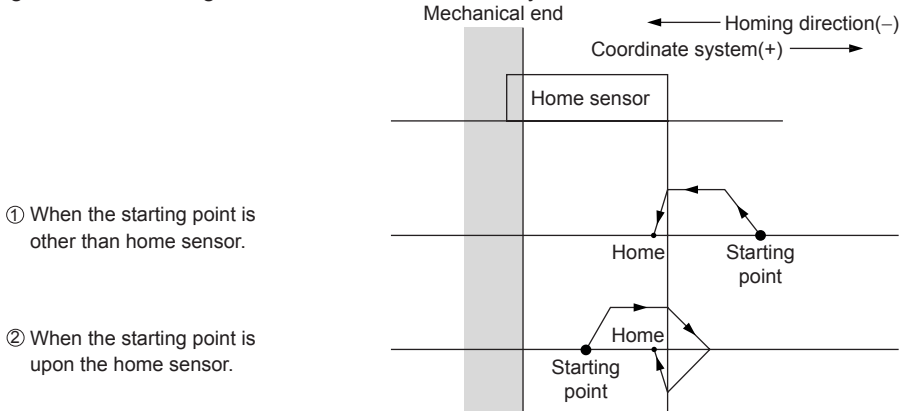 Mechanical end
Homing direction(–)
Coordinate system(+)
Home sensor
① When the starting point is
other than home sensor.
Home
Starting
point
② When the starting point is
upon the home sensor.
Home
Starting
point